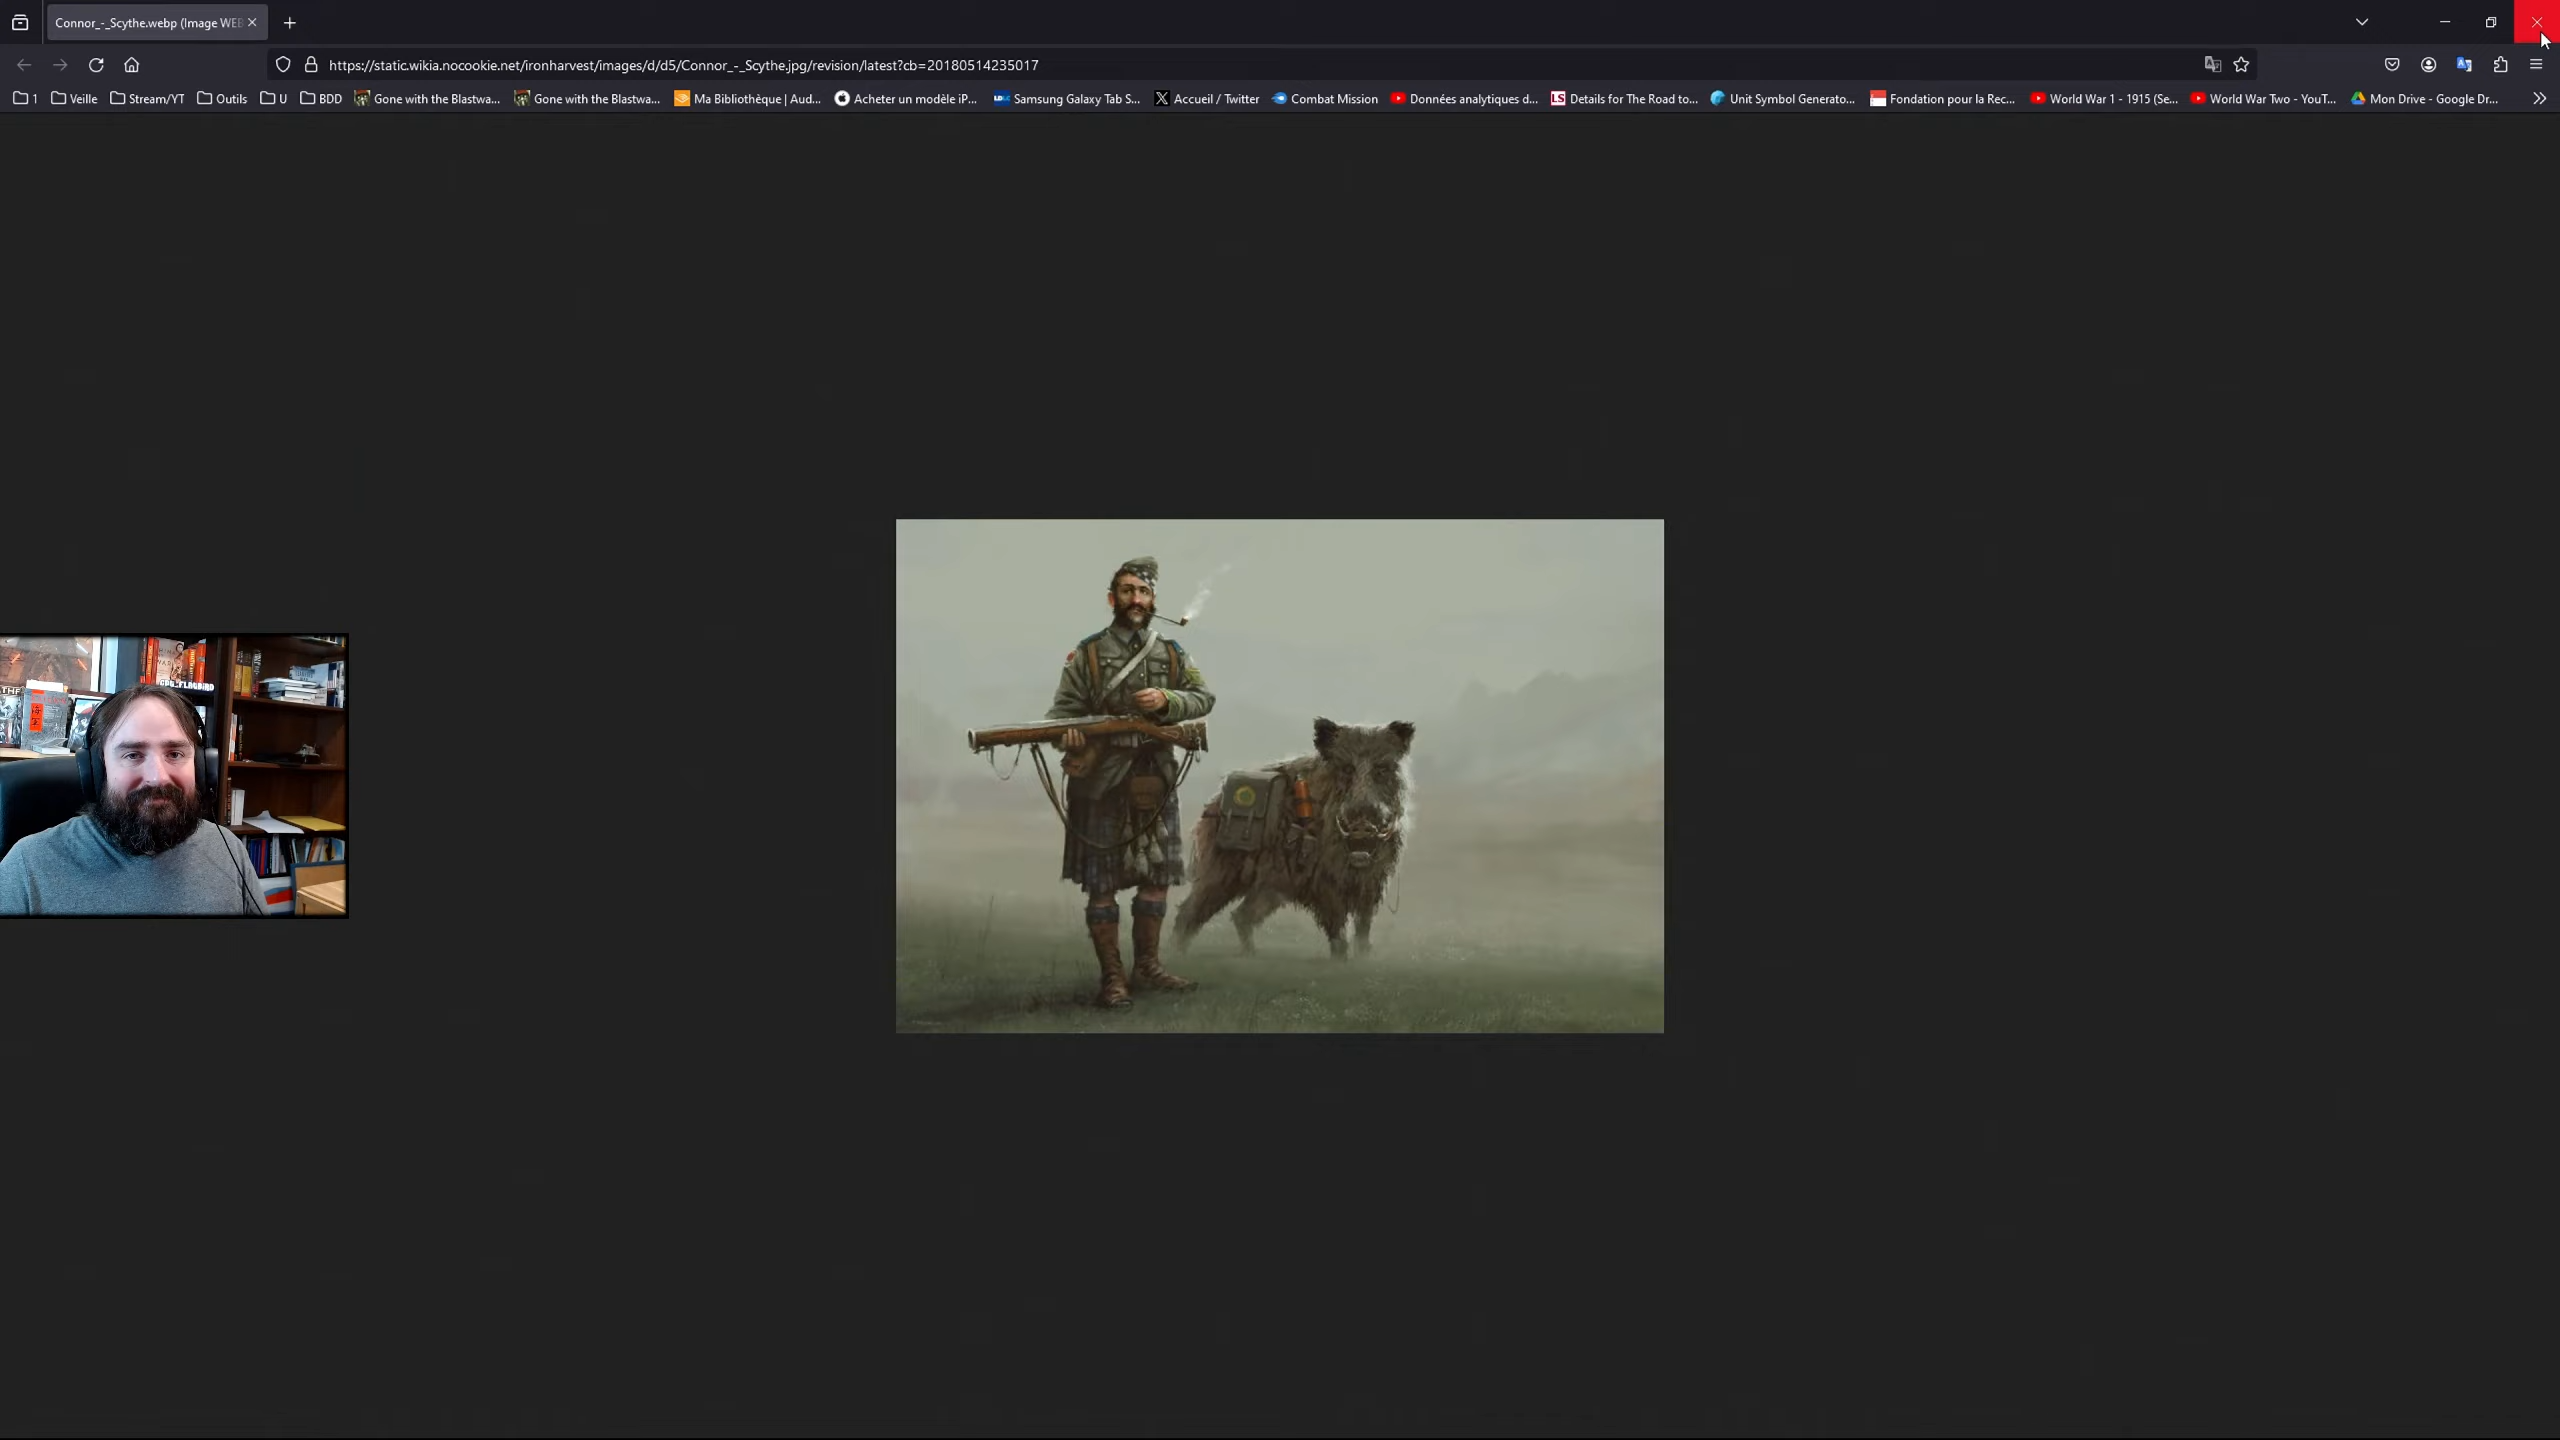 Connor_-_Scythe.webp (Image WEB
https://static.wikia.nocookie.net/ironharvest/images/d/d5/Connor_-_Scythe.jpg/revision/latest?cb=20180514235017
1 Veille Stream/YT Outils U BDD Gone with the Blastwa... Gone with the Blastwa... Ma Bibliothèque | Aud... Acheter un modèle iP... Samsung Galaxy Tab S... Accueil / Twitter Combat Mission Données analytiques d... LS Details for The Road to... Unit Symbol Generato... Fondation pour la Rec... World War 1 - 1915 (Se... World War Two - YouT... Mon Drive - Google Dr...